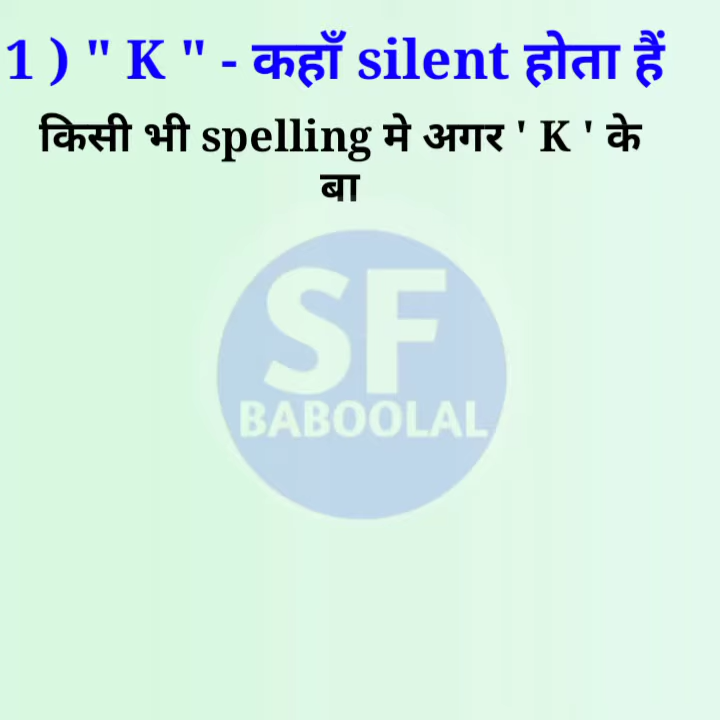 1 ) " K " - कहाँ silent होता हैं
किसी भी spelling मे अगर ' K ' के
बा
SF
BABOOLAL